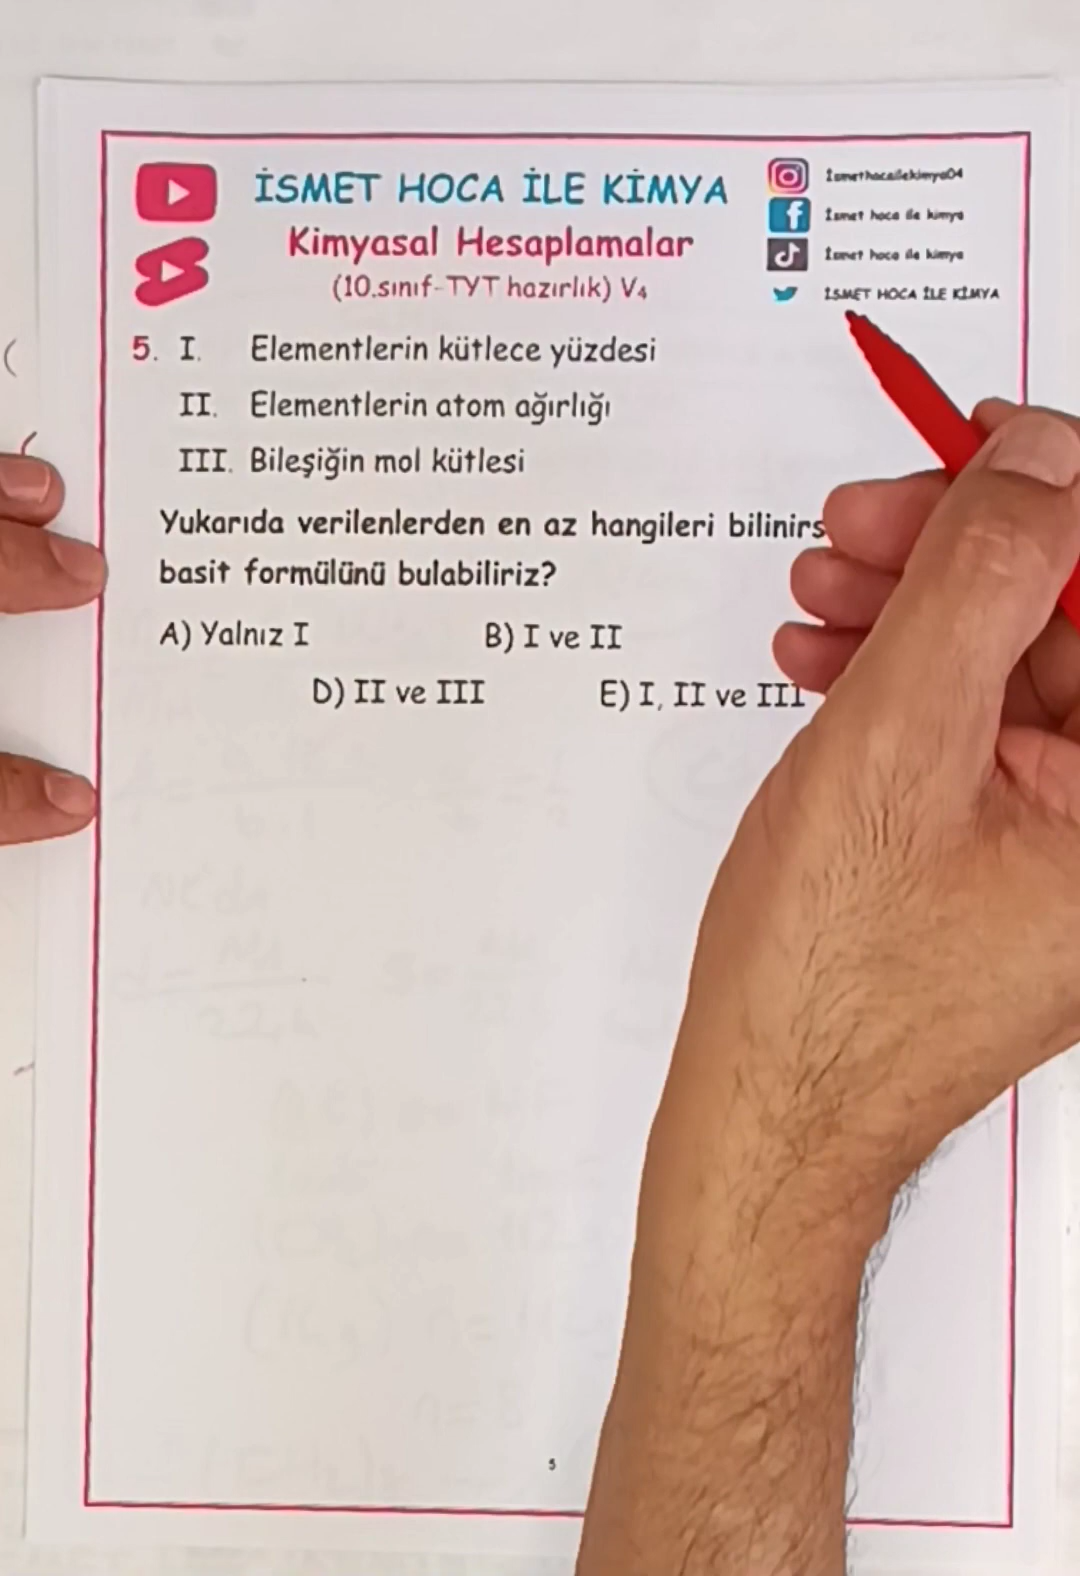 İSMET HOCA İLE KİMYA
Kimyasal Hesaplamalar
(10.sınıf-TYT hazırlık) V4
İsmethocailekimya04
İsmet hoca ile kimya
İsmet hoca ile kimya
İSMET HOCA İLE KİMYA
5. I. Elementlerin kütlece yüzdesi
II. Elementlerin atom ağırlığı
III. Bileşiğin mol kütlesi
Yukarıda verilenlerden en az hangileri bilinirs
basit formülünü bulabiliriz?
A) Yalnız I B) I ve II
D) II ve III E) I, II ve III
5